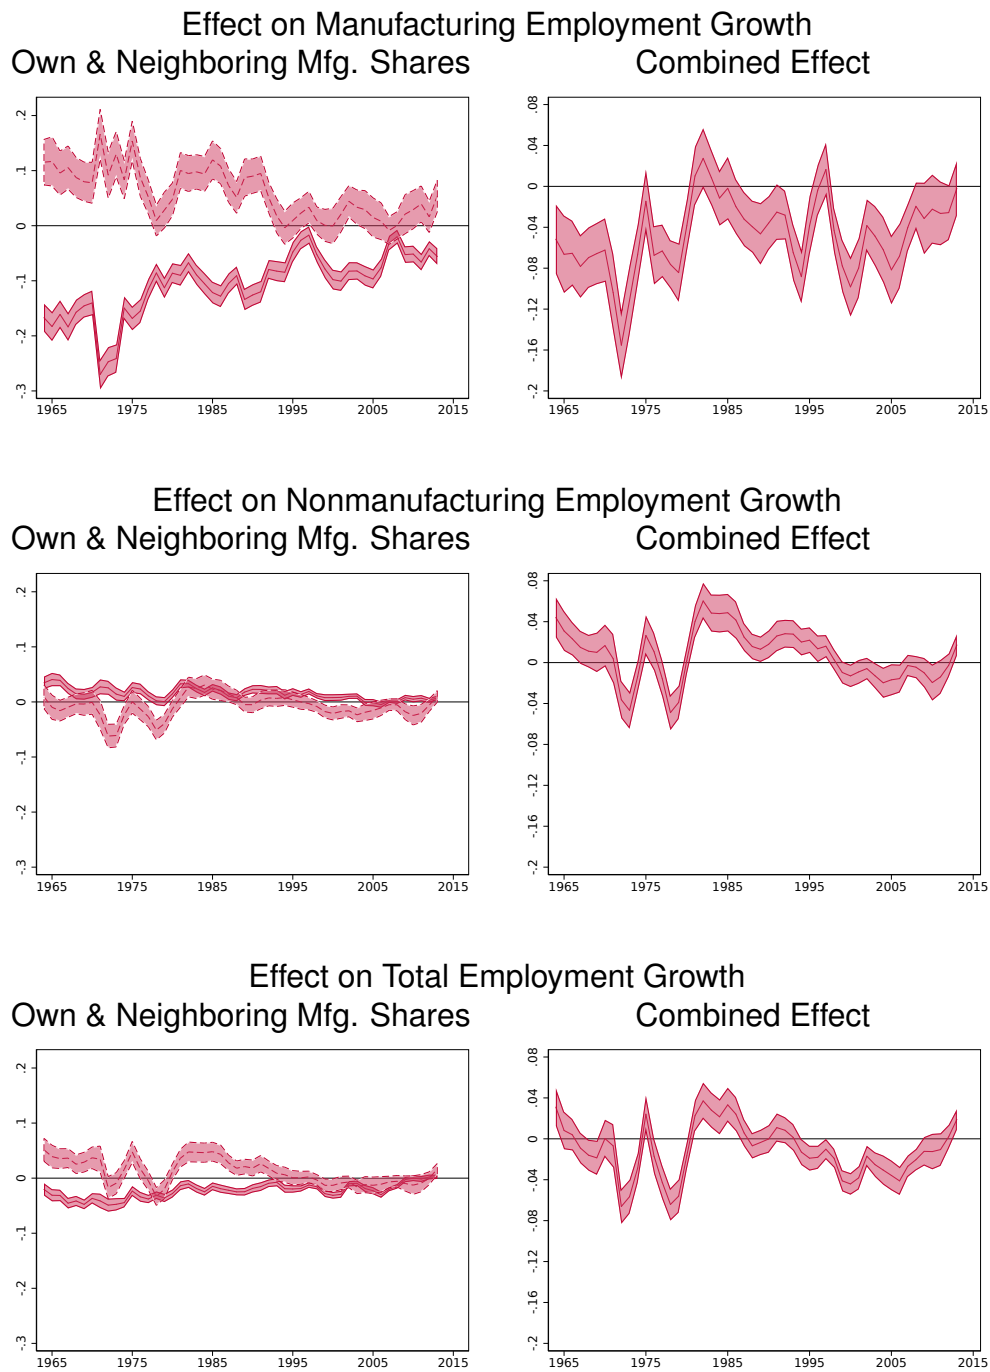 Effect on Manufacturing Employment Growth
Own & Neighboring Mfg. Shares
Combined Effect
.2
.1
0
-.1
-.2
-.3
1965 1975 1985 1995 2005 2015
.08
.04
0
-.04
-.08
-.12
-.16
-.2
1965 1975 1985 1995 2005 2015
Effect on Nonmanufacturing Employment Growth
Own & Neighboring Mfg. Shares
Combined Effect
.2
.1
0
-.1
-.2
-.3
1965 1975 1985 1995 2005 2015
.08
.04
0
-.04
-.08
-.12
-.16
-.2
1965 1975 1985 1995 2005 2015
Effect on Total Employment Growth
Own & Neighboring Mfg. Shares
Combined Effect
.2
.1
0
-.1
-.2
-.3
1965 1975 1985 1995 2005 2015
.08
.04
0
-.04
-.08
-.12
-.16
-.2
1965 1975 1985 1995 2005 2015